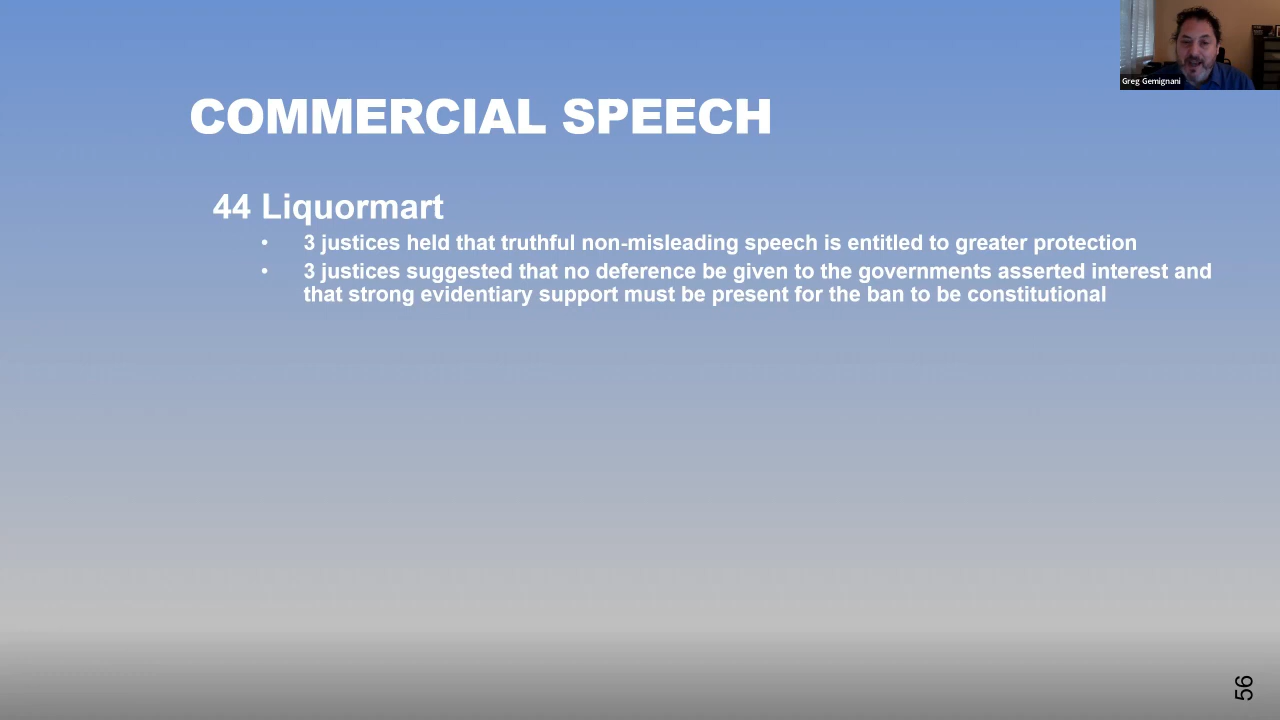 Greg Gemignani
COMMERCIAL SPEECH
44 Liquormart
• 3 justices held that truthful non-misleading speech is entitled to greater protection
• 3 justices suggested that no deference be given to the governments asserted interest and
that strong evidentiary support must be present for the ban to be constitutional
56